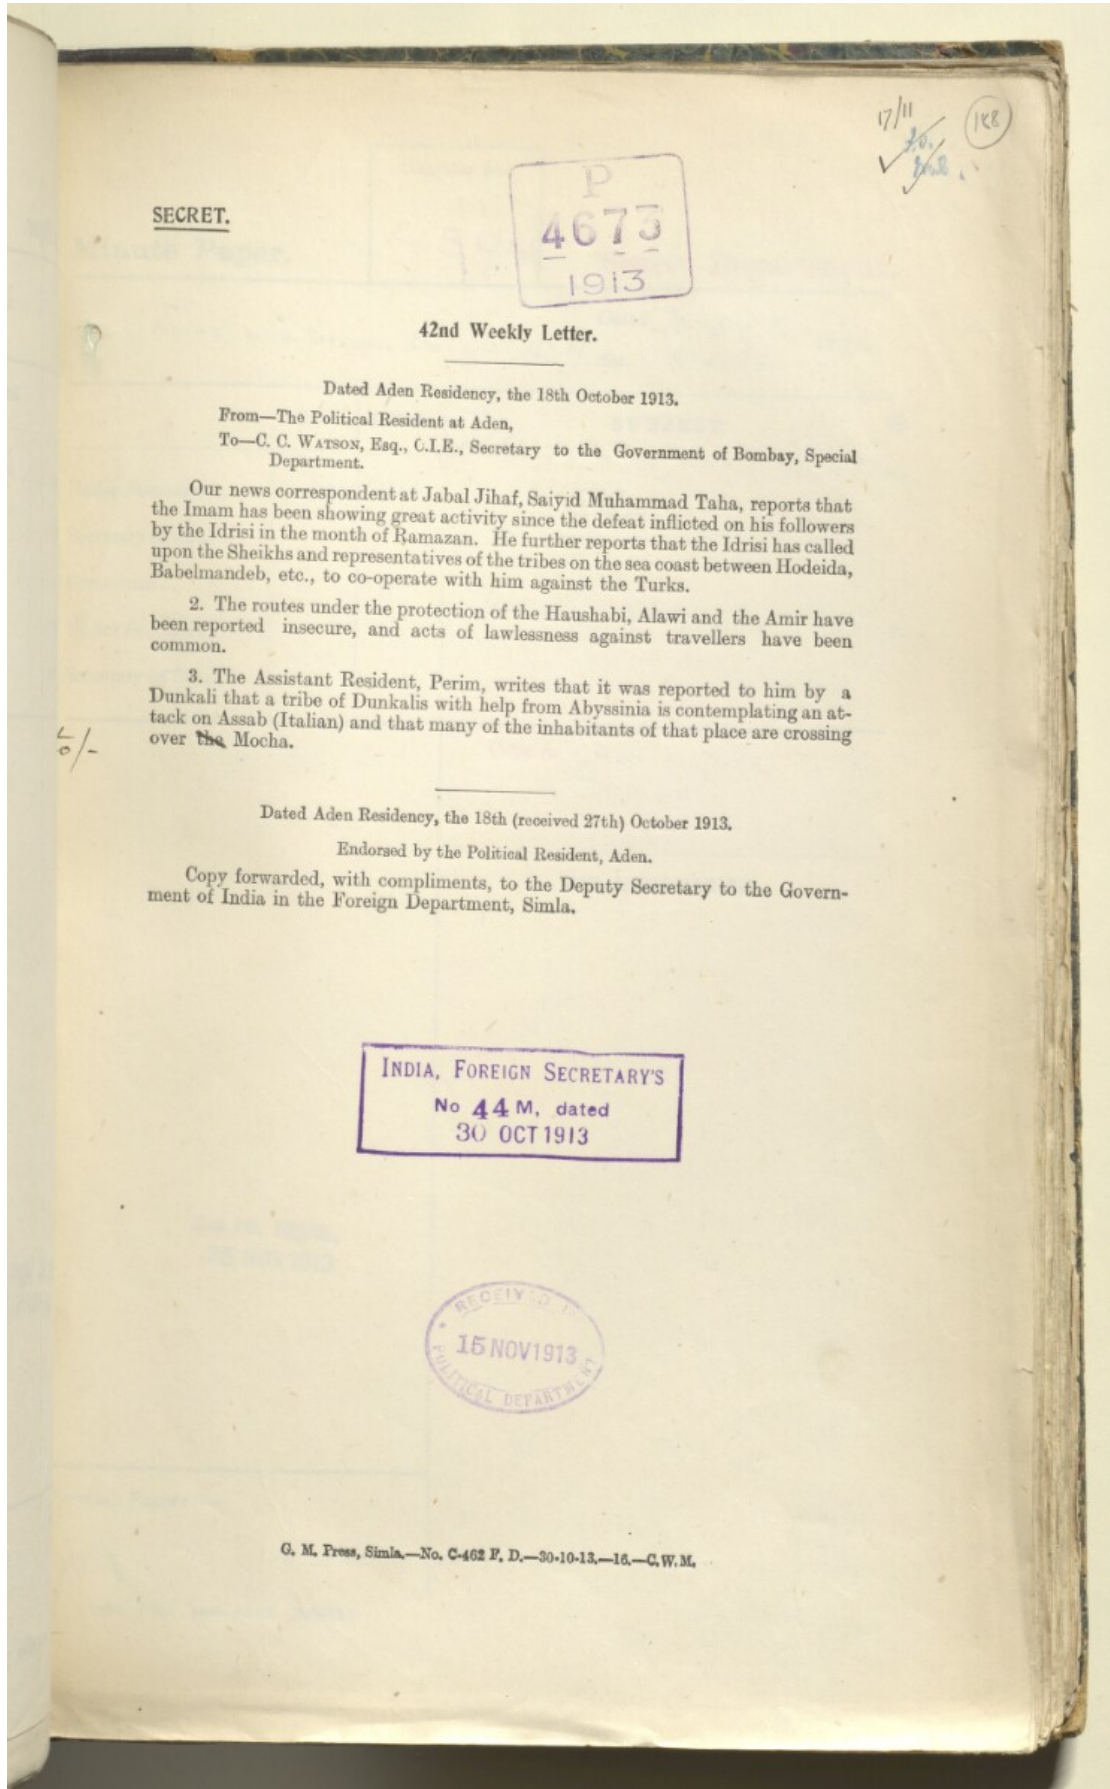 17/11
188
P
4673
1913
SECRET.
42nd Weekly Letter.
Dated Aden Residency, the 18th October 1913.
From—The Political Resident at Aden,
To—C. C. WATSON, Esq., C.I.E., Secretary to the Government of Bombay, Special
Department.
Our news correspondent at Jabal Jihaf, Saiyid Muhammad Taha, reports that
the Imam has been showing great activity since the defeat inflicted on his followers
by the Idrisi in the month of Ramazan. He further reports that the Idrisi has called
upon the Sheikhs and representatives of the tribes on the sea coast between Hodeida,
Babelmandeb, etc., to co-operate with him against the Turks.
2. The routes under the protection of the Haushabi, Alawi and the Amir have
been reported insecure, and acts of lawlessness against travellers have been
common.
3. The Assistant Resident, Perim, writes that it was reported to him by a
Dunkali that a tribe of Dunkalis with help from Abyssinia is contemplating an at-
tack on Assab (Italian) and that many of the inhabitants of that place are crossing
over the Mocha.
Dated Aden Residency, the 18th (received 27th) October 1913.
Endorsed by the Political Resident, Aden.
Copy forwarded, with compliments, to the Deputy Secretary to the Govern-
ment of India in the Foreign Department, Simla.
INDIA, FOREIGN SECRETARY'S
No 44 M, dated
30 OCT 1913
RECEIVED
15 NOV 1913
POLITICAL DEPARTMENT
G. M. Press, Simla.—No. C-462 F. D.—30-10-13.—16.—C.W.M.